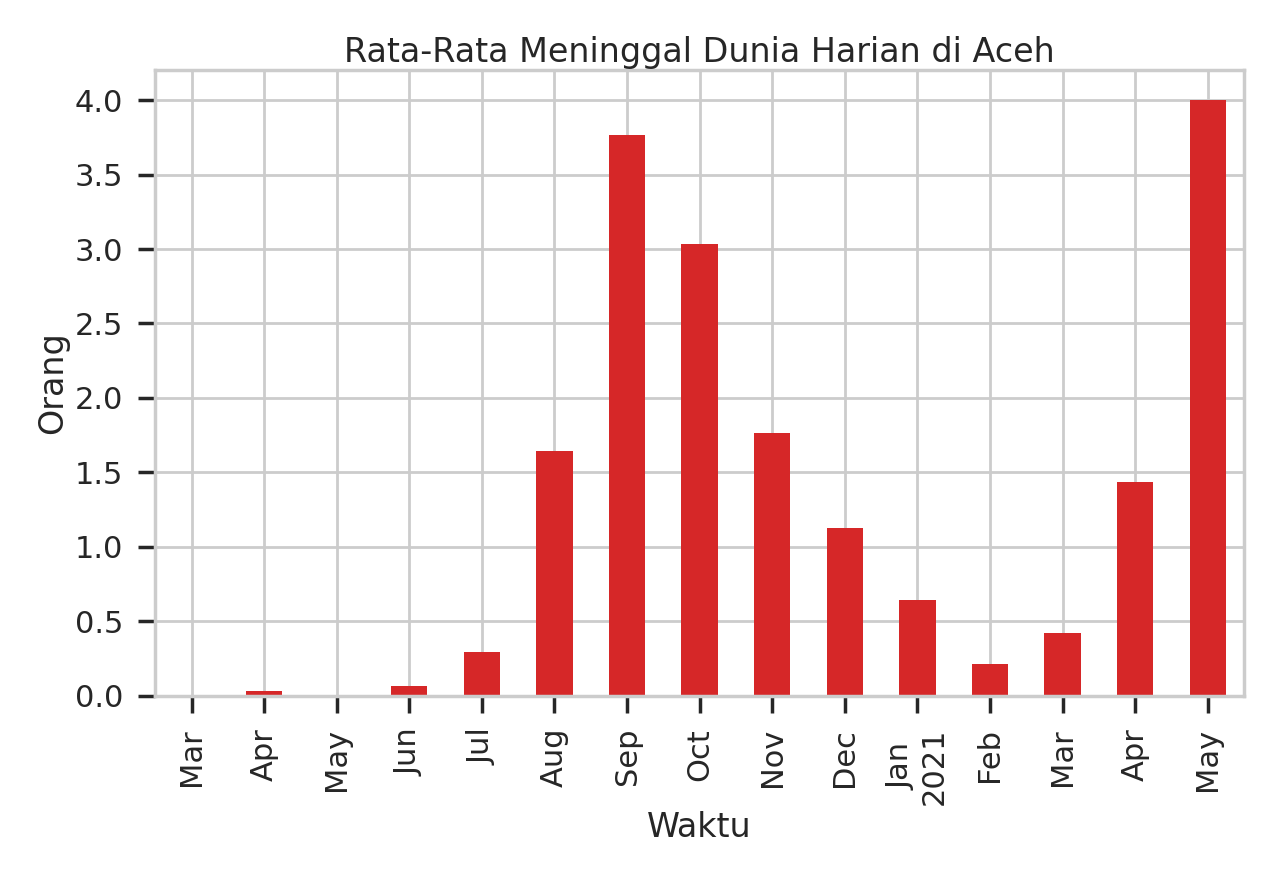 Rata-Rata Meninggal Dunia Harian di Aceh
4.0
3.5
3.0
2.5
2.0
1.5
1.0
0.5
0.0
Orang
Mar
Apr
May
Jun
Jul
Aug
Sep
Oct
Nov
Dec
Jan
2021
Feb
Mar
Apr
May
Waktu